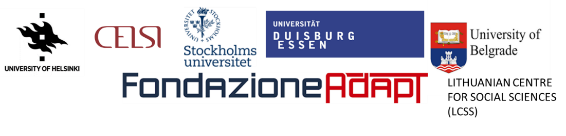 UNIVERSITY OF HELSINKI
CELSI
Stockholms
universitet
UNIVERSITÄT
DUISBURG
ESSEN
University of
Belgrade
FondazioneADAPT
LITHUANIAN CENTRE
FOR SOCIAL SCIENCES
(LCSS)